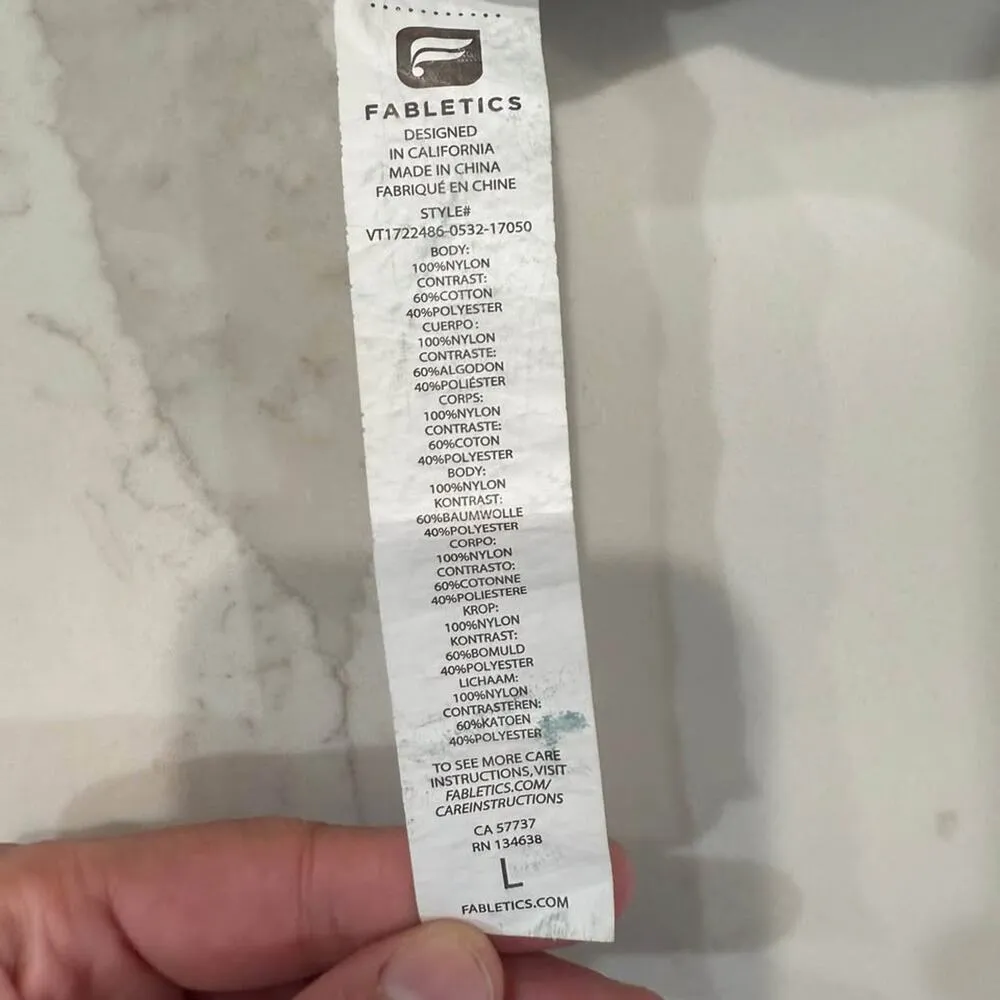 FABLETICS
DESIGNED
IN CALIFORNIA
MADE IN CHINA
FABRIQUÉ EN CHINE
STYLE#
VT1722486-0532-17050
BODY:
100%NYLON
CONTRAST:
60%COTTON
40%POLYESTER
CUERPO:
100%NYLON
CONTRASTE:
60%ALGODON
40%POLIÉSTER
CORPS:
100%NYLON
CONTRASTE:
60%COTON
40%POLYESTER
BODY:
100%NYLON
KONTRAST:
60%BAUMWOLLE
40%POLYESTER
CORPO:
100%NYLON
CONTRASTO:
60%COTONNE
40%POLIESTERE
KROP:
100%NYLON
KONTRAST:
60%BOMULD
40%POLYESTER
LICHAAM:
100%NYLON
CONTRASTEREN:
60%KATOEN
40%POLYESTER
TO SEE MORE CARE
INSTRUCTIONS, VISIT
FABLETICS.COM/
CAREINSTRUCTIONS
CA 57737
RN 134638
L
FABLETICS.COM